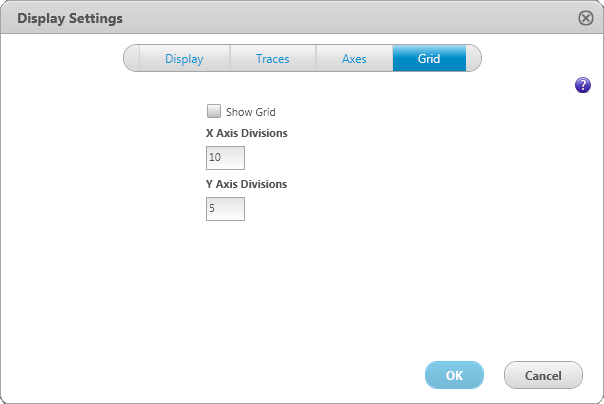 Display Settings
Display Traces Axes Grid
?
Show Grid
X Axis Divisions
10
Y Axis Divisions
5
OK Cancel